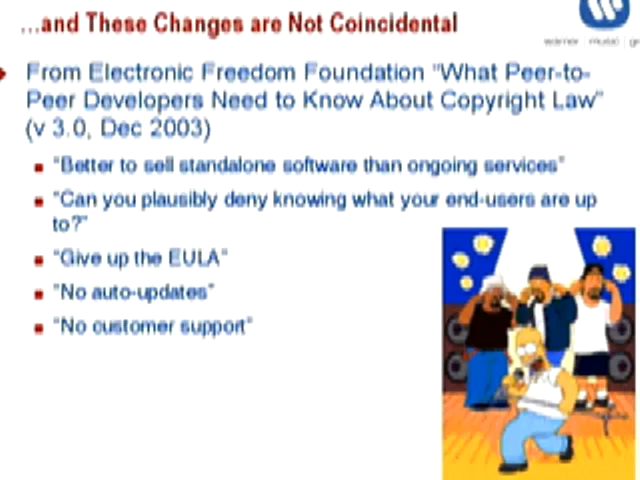 ...and These Changes are Not Coincidental
warner music gr
From Electronic Freedom Foundation "What Peer-to-
Peer Developers Need to Know About Copyright Law"
(v 3.0, Dec 2003)
"Better to sell standalone software than ongoing services"
"Can you plausibly deny knowing what your end-users are up
to?"
"Give up the EULA"
"No auto-updates"
"No customer support"